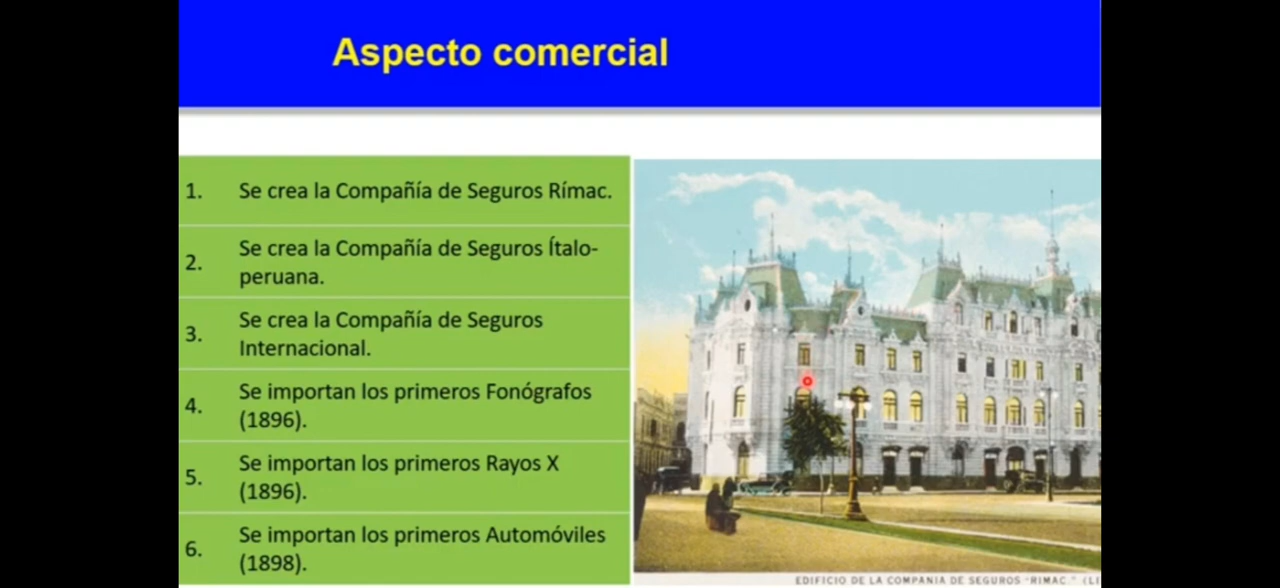 Aspecto comercial
1. Se crea la Compañía de Seguros Rímac.
2. Se crea la Compañía de Seguros Ítalo-
peruana.
3. Se crea la Compañía de Seguros
Internacional.
4. Se importan los primeros Fonógrafos
(1896).
5. Se importan los primeros Rayos X
(1896).
6. Se importan los primeros Automóviles
(1898).
EDIFICIO DE LA COMPANIA DE SEGUROS "RIMAC." (LI